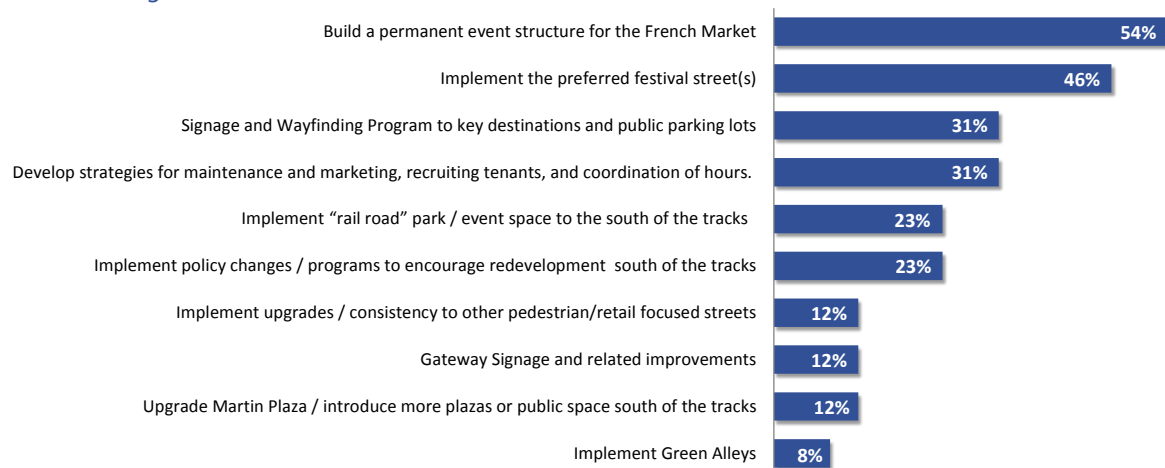 Build a permanent event structure for the French Market 54%
Implement the preferred festival street(s) 46%
Signage and Wayfinding Program to key destinations and public parking lots 31%
Develop strategies for maintenance and marketing, recruiting tenants, and coordination of hours. 31%
Implement “rail road” park / event space to the south of the tracks 23%
Implement policy changes / programs to encourage redevelopment south of the tracks 23%
Implement upgrades / consistency to other pedestrian/retail focused streets 12%
Gateway Signage and related improvements 12%
Upgrade Martin Plaza / introduce more plazas or public space south of the tracks 12%
Implement Green Alleys 8%